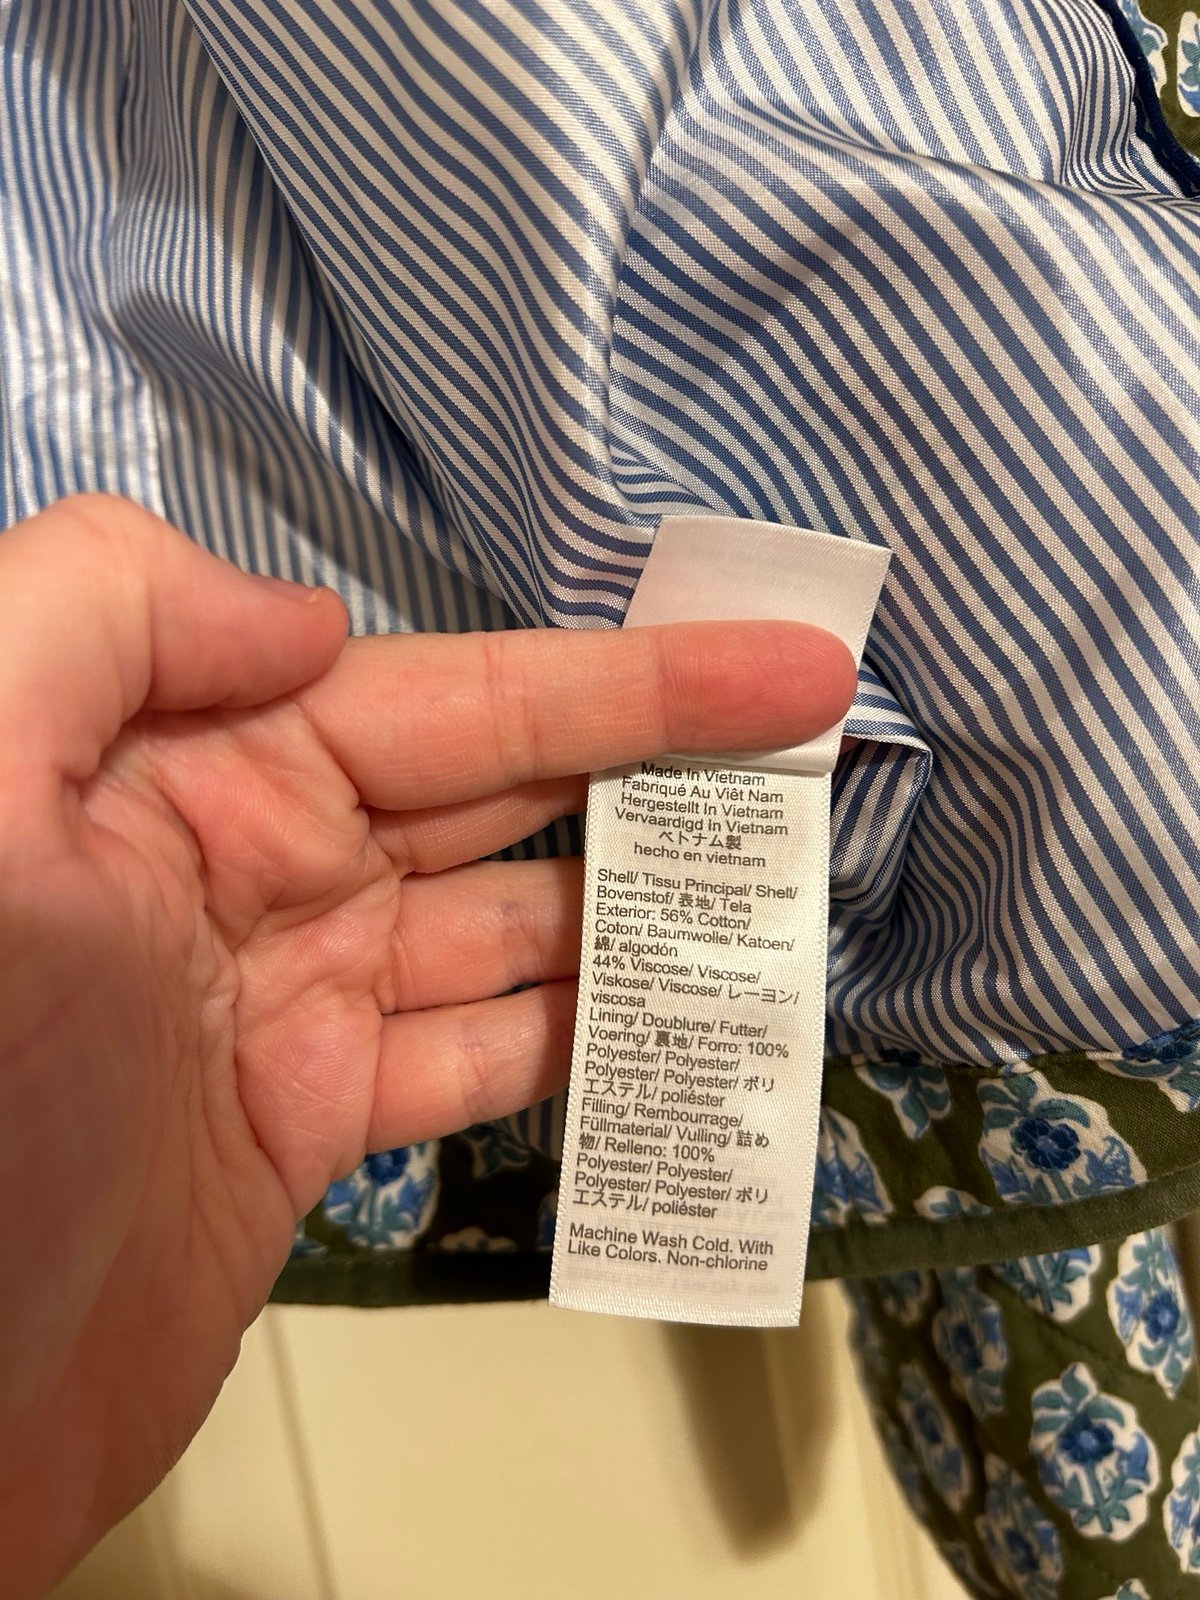 Made In Vietnam
Fabriqué Au Viêt Nam
Hergestellt In Vietnam
Vervaardigd In Vietnam
ベトナム製
hecho en vietnam
Shell/ Tissu Principal/ Shell/
Bovenstof/ 表地/ Tela
Exterior: 56% Cotton/
Coton/ Baumwolle/ Katoen/
綿/ algodón
44% Viscose/ Viscose/
Viskose/ Viscose/ レーヨン/
viscosa
Lining/ Doublure/ Futter/
Voering/ 裏地/ Forro: 100%
Polyester/ Polyester/
Polyester/ Polyester/ ポリ
エステル/ poliéster
Filling/ Rembourrage/
Füllmaterial/ Vulling/ 詰め
物/ Relleno: 100%
Polyester/ Polyester/
Polyester/ Polyester/ ポリ
エステル/ poliéster
Machine Wash Cold. With
Like Colors. Non-chlorine